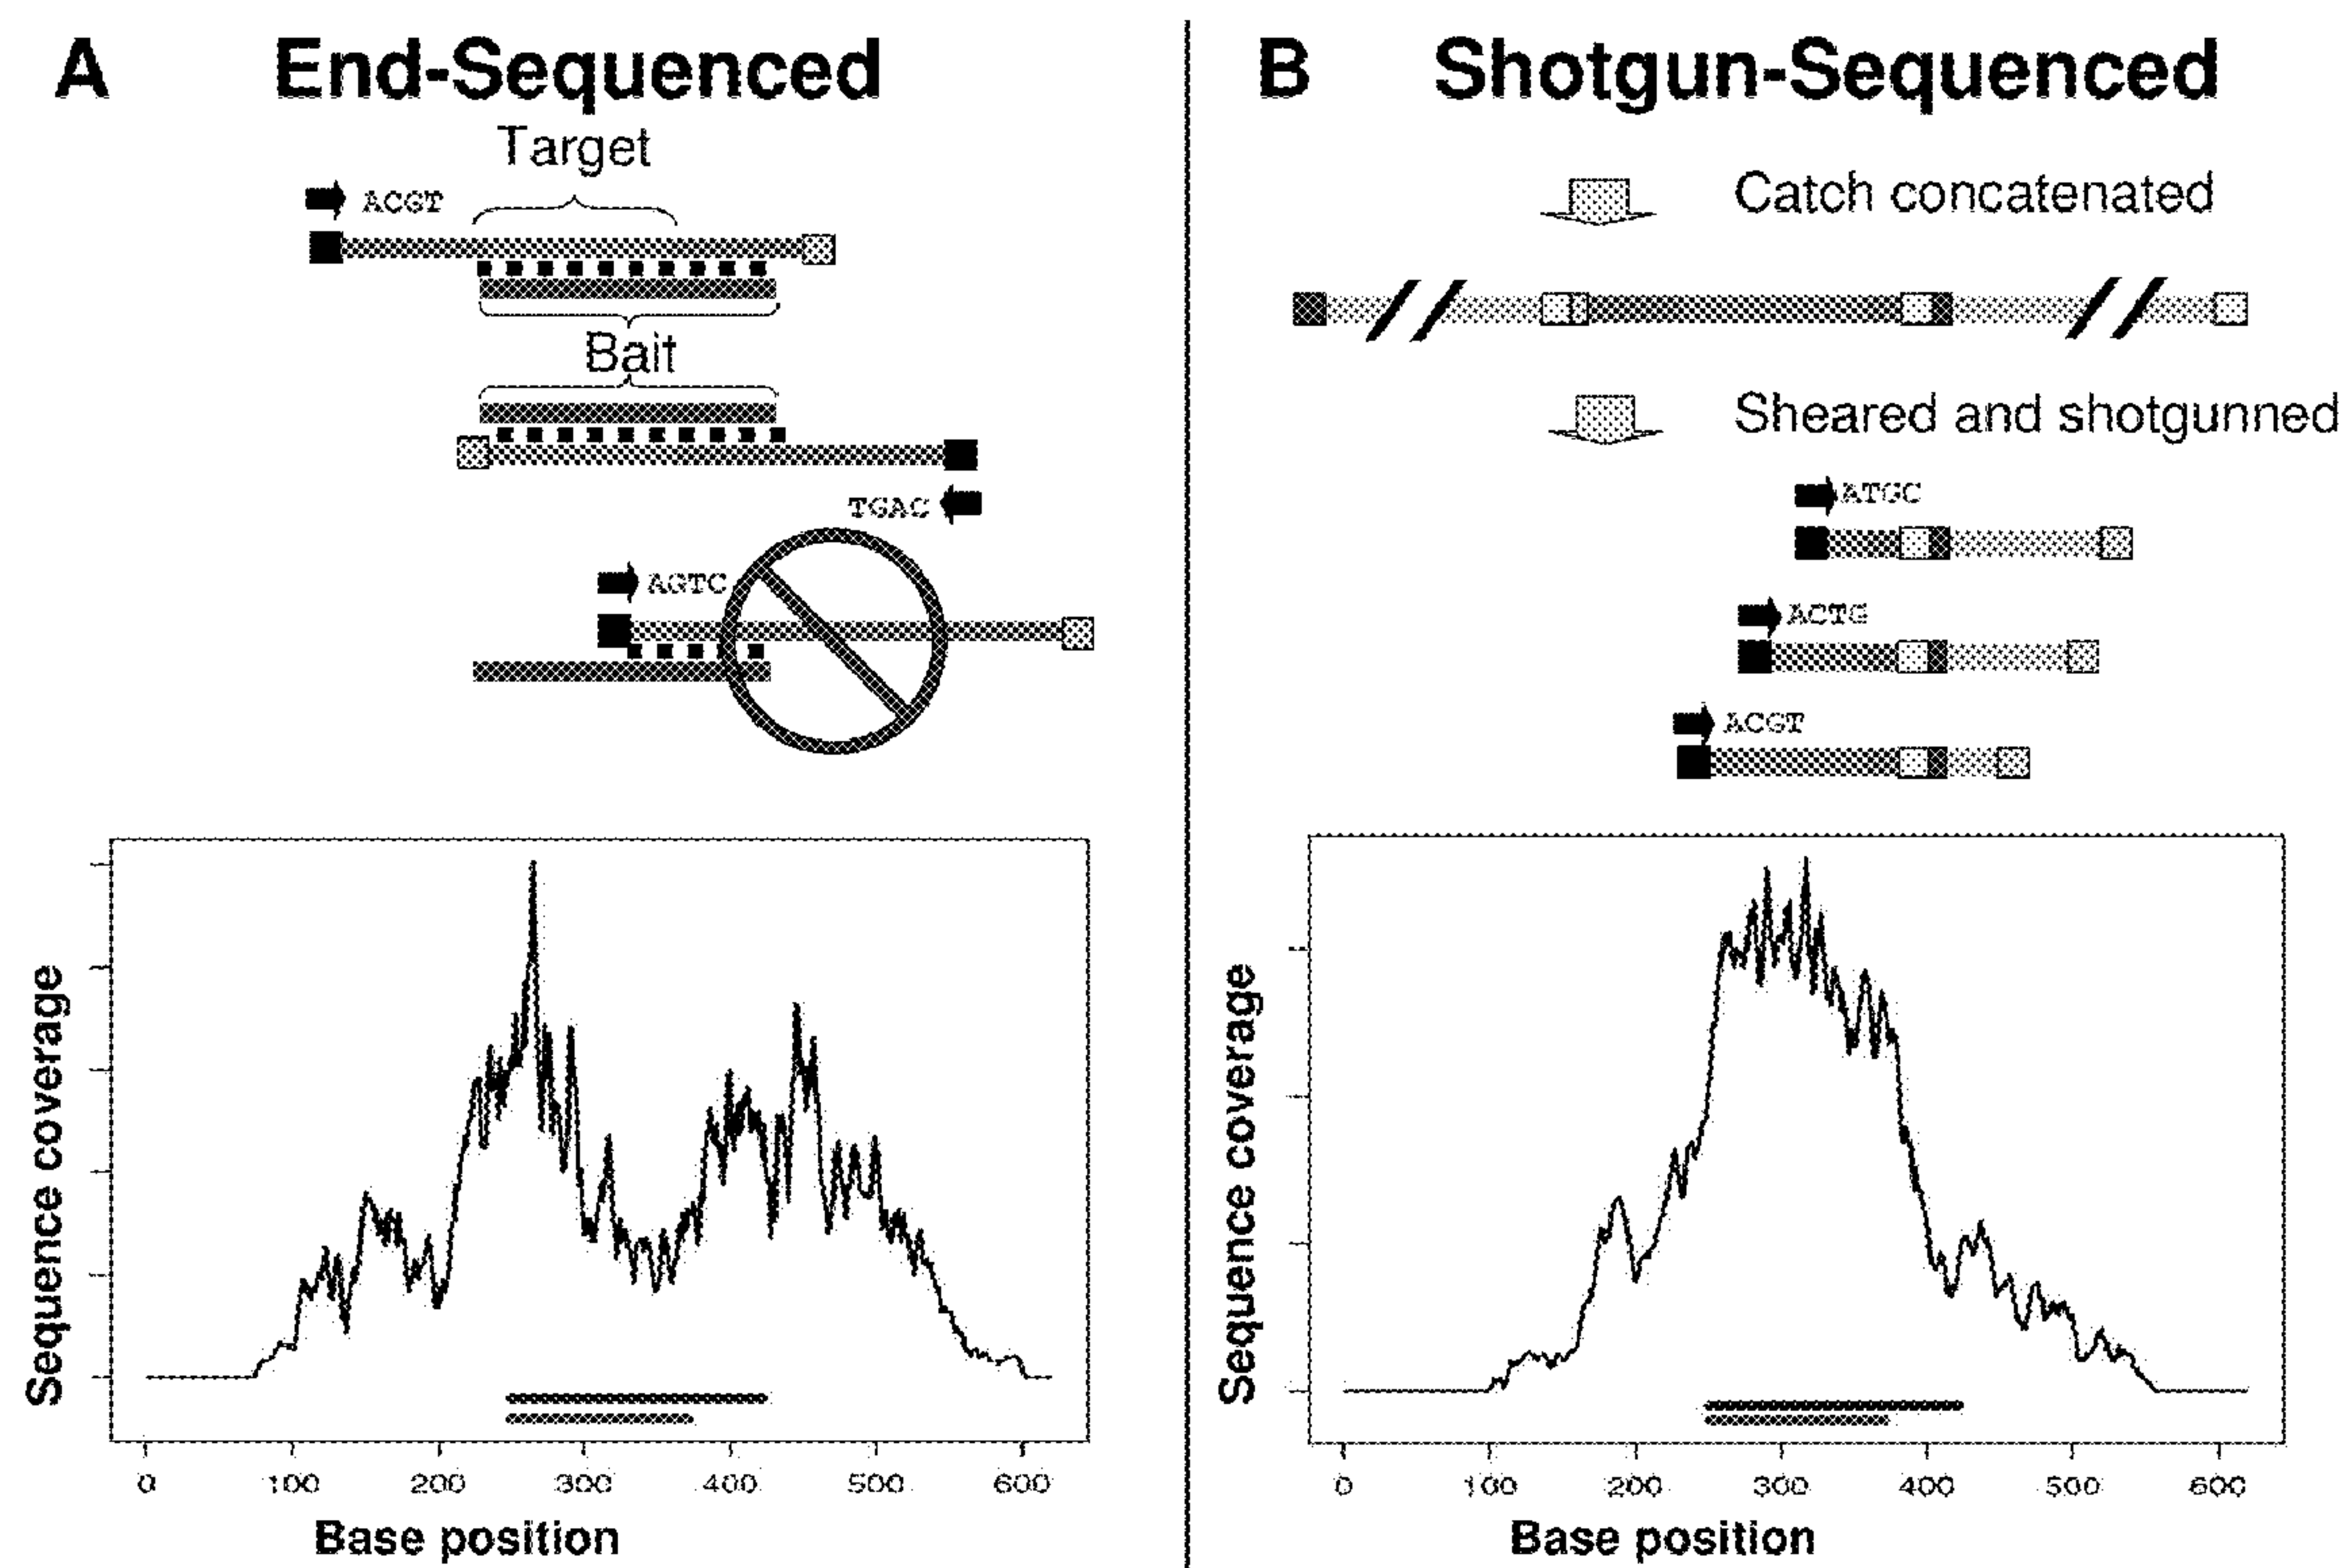 A End-Sequenced
Target
ACGT
Bait
TGAC
AGTC
Sequence coverage
0 100 200 300 400 500 600
Base position
B Shotgun-Sequenced
Catch concatenated
Sheared and shotgunned
ATGC
ACTG
ACGT
Sequence coverage
0 100 200 300 400 500 600
Base position